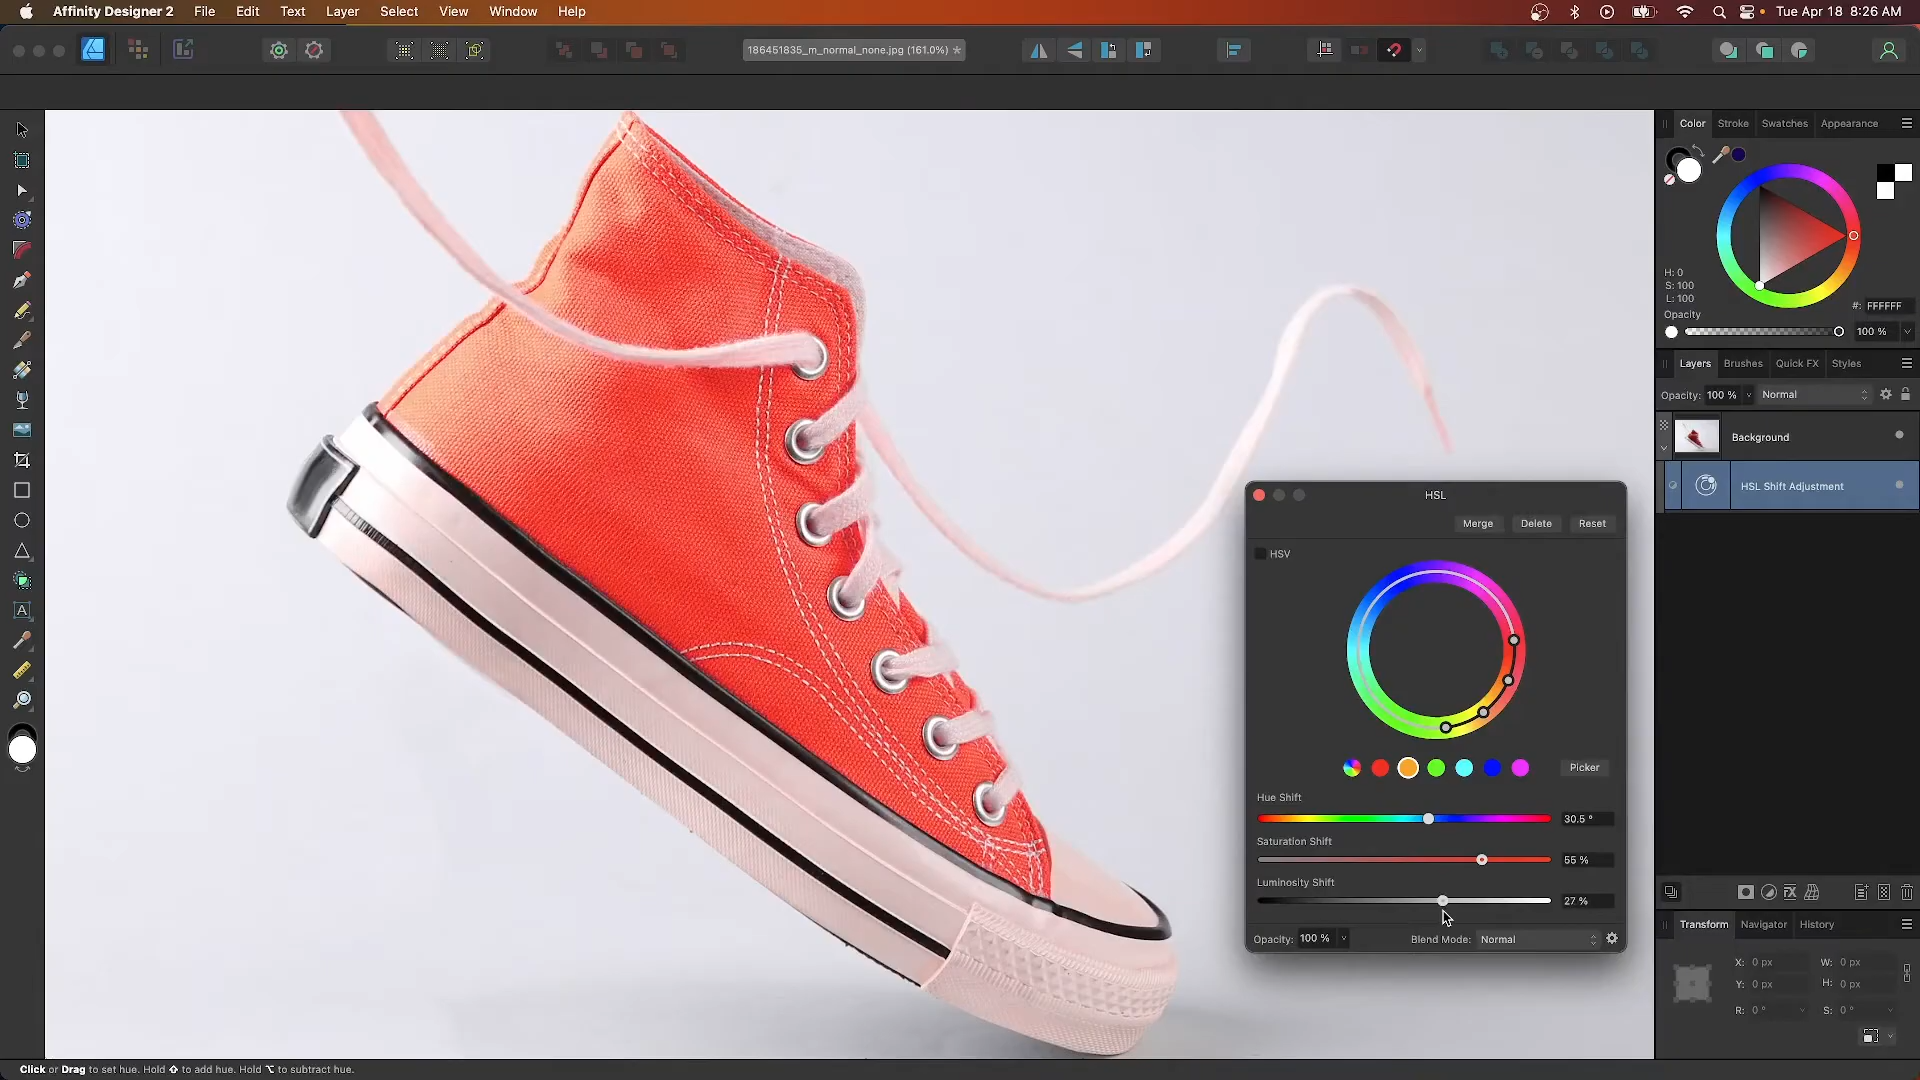 Affinity Designer 2 File Edit Text Layer Select View Window Help Tue Apr 18 8:26 AM
186451835_m_normal_none.jpg (161.0%) *
Color Stroke Swatches Appearance
H: 0
S: 100
L: 100
#: FFFFFF
Opacity
100 %
Layers Brushes Quick FX Styles
Opacity: 100 % Normal
Background
HSL Shift Adjustment
HSL
Merge Delete Reset
HSV
Picker
Hue Shift
30.5 °
Saturation Shift
55 %
Luminosity Shift
27 %
Opacity: 100 % Blend Mode: Normal
Transform Navigator History
X: 0 px W: 0 px
Y: 0 px H: 0 px
R: 0 ° S: 0 °
Click or Drag to set hue. Hold ⇧ to add hue. Hold ⌥ to subtract hue.